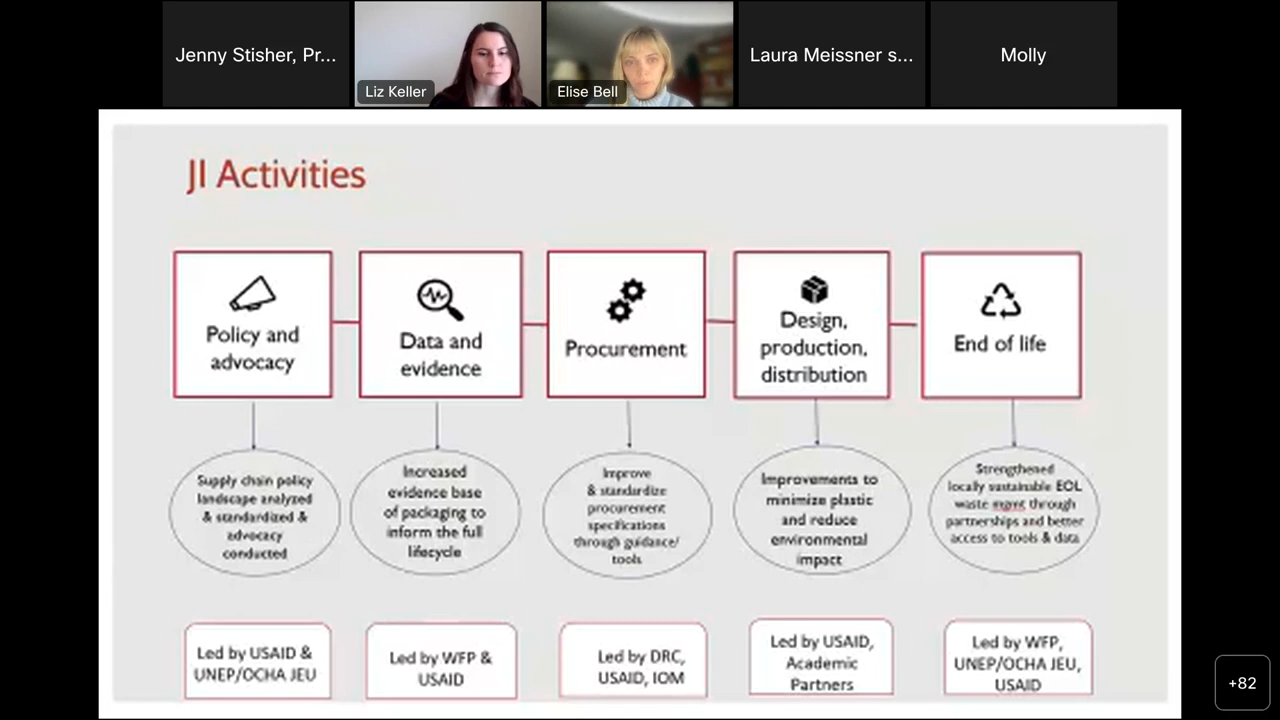 Jenny Stisher, Pr...
Liz Keller
Elise Bell
Laura Meissner s...
Molly
JI Activities
Policy and
advocacy
Data and
evidence
Procurement
Design,
production,
distribution
End of life
Supply chain policy
landscape analyzed
& standardized &
advocacy
conducted
Increased
evidence base
of packaging to
inform the full
lifecycle
Improve
& standardize
procurement
specifications
through guidance/
tools
Improvements to
minimize plastic
and reduce
environmental
impact
Strengthened
locally sustainable EOL
waste mgmt through
partnerships and better
access to tools & data
Led by USAID &
UNEP/OCHA JEU
Led by WFP &
USAID
Led by DRC,
USAID, IOM
Led by USAID,
Academic
Partners
Led by WFP,
UNEP/OCHA JEU,
USAID
+82